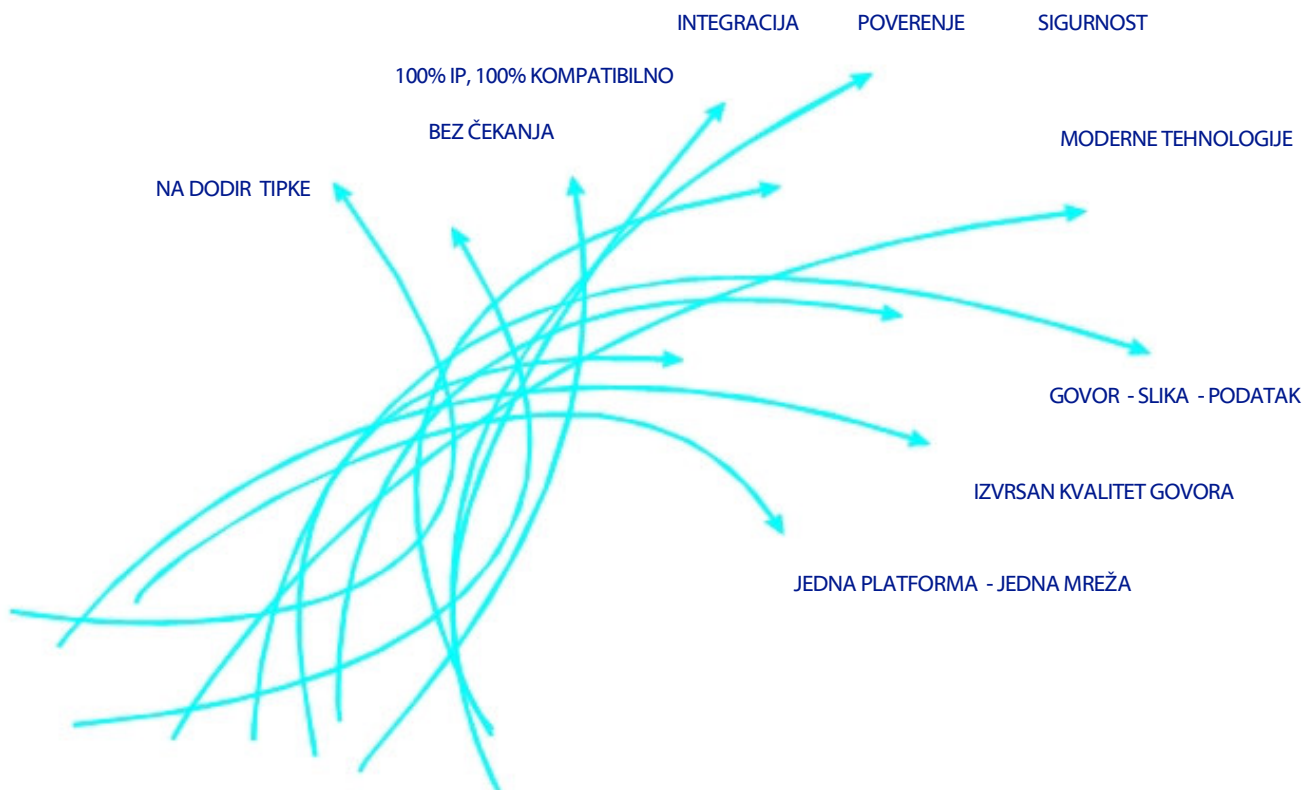 INTEGRACIJA POVERENJE SIGURNOST
100% IP, 100% KOMPATIBILNO
BEZ ČEKANJA
MODERNE TEHNOLOGIJE
NA DODIR TIPKE
GOVOR - SLIKA - PODATAK
IZVRSAN KVALITET GOVORA
JEDNA PLATFORMA - JEDNA MREŽA